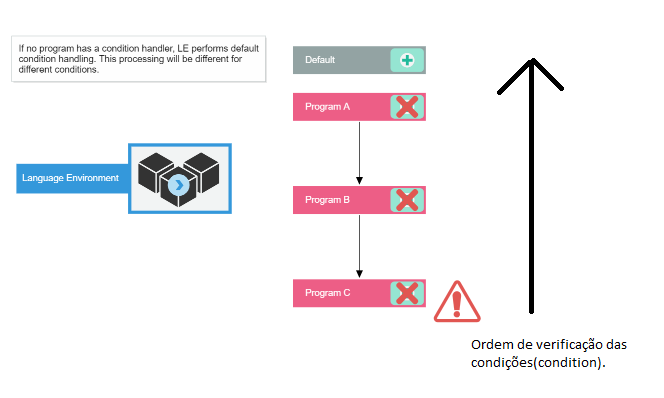 If no program has a condition handler, LE performs default
condition handling. This processing will be different for
different conditions.
Default
Program A
Language Environment
Program B
Program C
Ordem de verificação das
condições(condition).